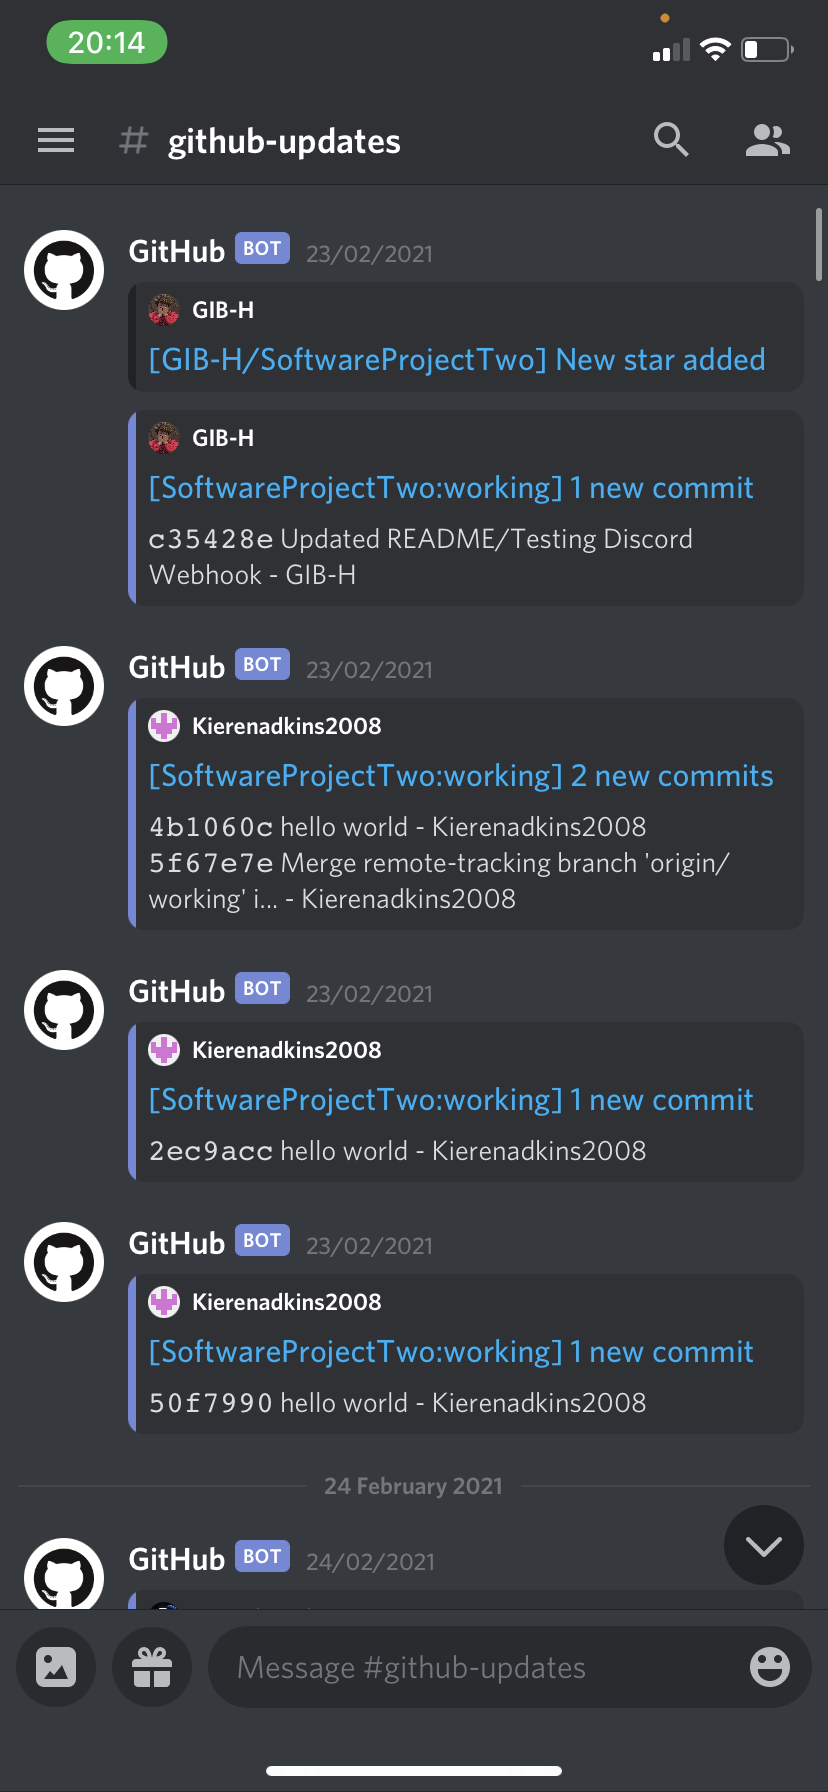 20:14
# github-updates
GitHub BOT 23/02/2021
GIB-H
[GIB-H/SoftwareProjectTwo] New star added
GIB-H
[SoftwareProjectTwo:working] 1 new commit
c35428e Updated README/Testing Discord
Webhook - GIB-H
GitHub BOT 23/02/2021
Kierenadkins2008
[SoftwareProjectTwo:working] 2 new commits
4b1060c hello world - Kierenadkins2008
5f67e7e Merge remote-tracking branch 'origin/
working' i... - Kierenadkins2008
GitHub BOT 23/02/2021
Kierenadkins2008
[SoftwareProjectTwo:working] 1 new commit
2ec9acc hello world - Kierenadkins2008
GitHub BOT 23/02/2021
Kierenadkins2008
[SoftwareProjectTwo:working] 1 new commit
50f7990 hello world - Kierenadkins2008
24 February 2021
GitHub BOT 24/02/2021
Message #github-updates